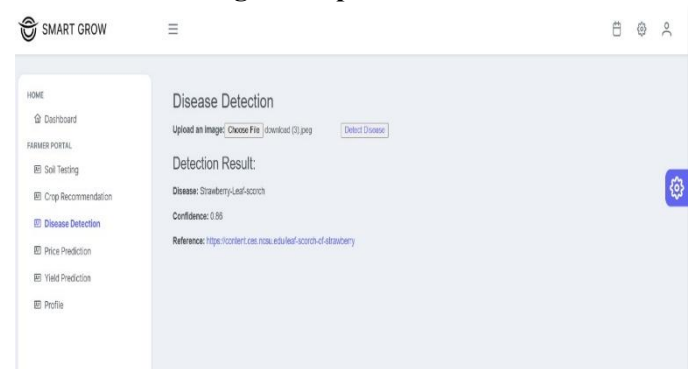 SMART GROW
HOME
Dashboard
FARMER PORTAL
Soil Testing
Crop Recommendation
Disease Detection
Price Prediction
Yield Prediction
Profile
Disease Detection
Upload an image: Choose File download (3).jpeg Detect Disease
Detection Result:
Disease: Strawberry-Leaf-scorch
Confidence: 0.86
Reference: https://content.ces.ncsu.edu/leaf-scorch-of-strawberry